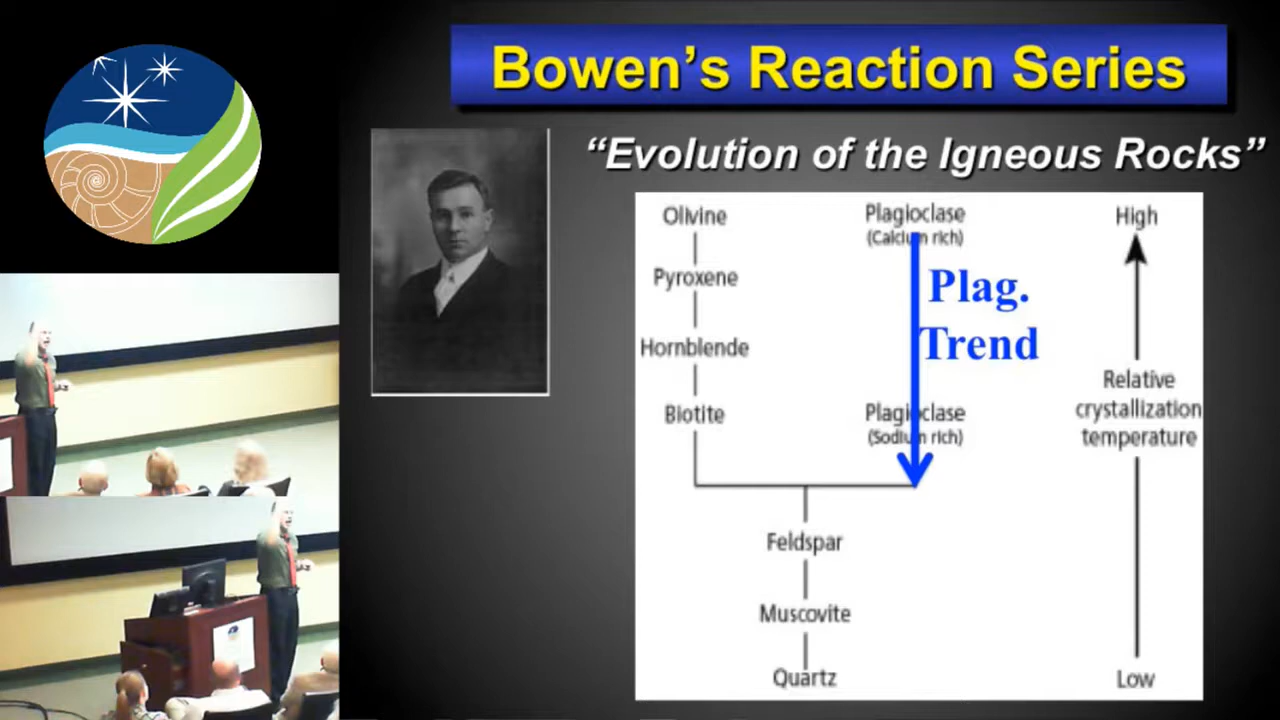 Bowen's Reaction Series
“Evolution of the Igneous Rocks”
Olivine
Pyroxene
Hornblende
Biotite
Plagioclase
(Calcium rich)
Plag.
Trend
Plagioclase
(Sodium rich)
Feldspar
Muscovite
Quartz
High
Relative
crystallization
temperature
Low